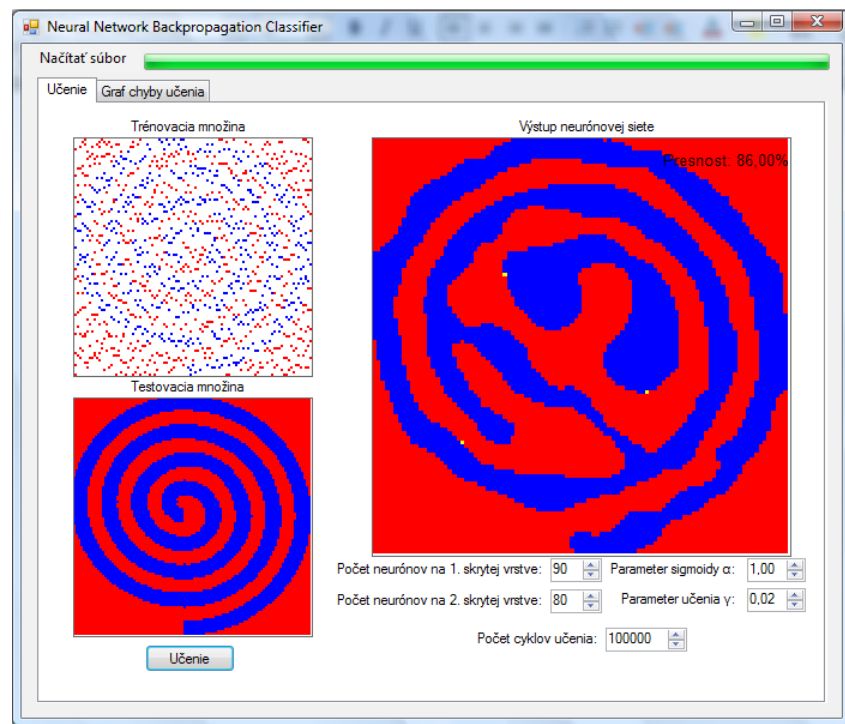 Neural Network Backpropagation Classifier
Načítať súbor
Učenie
Graf chyby učenia
Trénovacia množina
Výstup neurónovej siete
Presnost: 86,00%
Testovacia množina
Počet neurónov na 1. skrytej vrstve: 90
Parameter sigmoidy α: 1,00
Počet neurónov na 2. skrytej vrstve: 80
Parameter učenia γ: 0,02
Počet cyklov učenia: 100000
Učenie